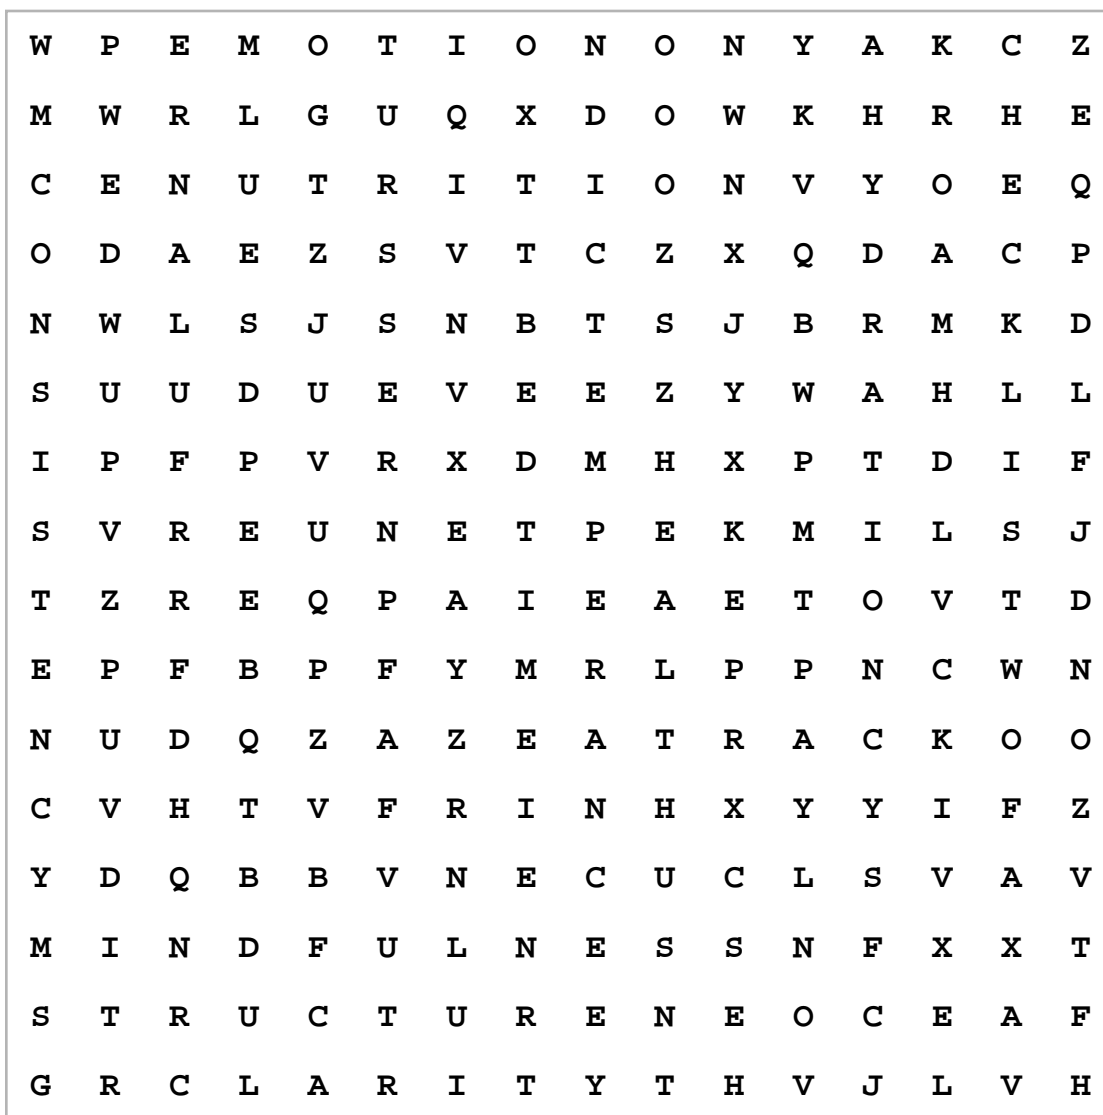 W P E M O T I O N O N Y A K C Z
M W R L G U Q X D O W K H R H E
C E N U T R I T I O N V Y O E Q
O D A E Z S V T C Z X Q D A C P
N W L S J S N B T S J B R M K D
S U U D U E V E E Z Y W A H L L
I P F P V R X D M H X P T D I F
S V R E U N E T P E K M I L S J
T Z R E Q P A I E A E T O V T D
E P F B P F Y M R L P P N C W N
N U D Q Z A Z E A T R A C K O O
C V H T V F R I N H X Y Y I F Z
Y D Q B B V N E C U C L S V A V
M I N D F U L N E S S N F X X T
S T R U C T U R E N E O C E A F
G R C L A R I T Y T H V J L V H